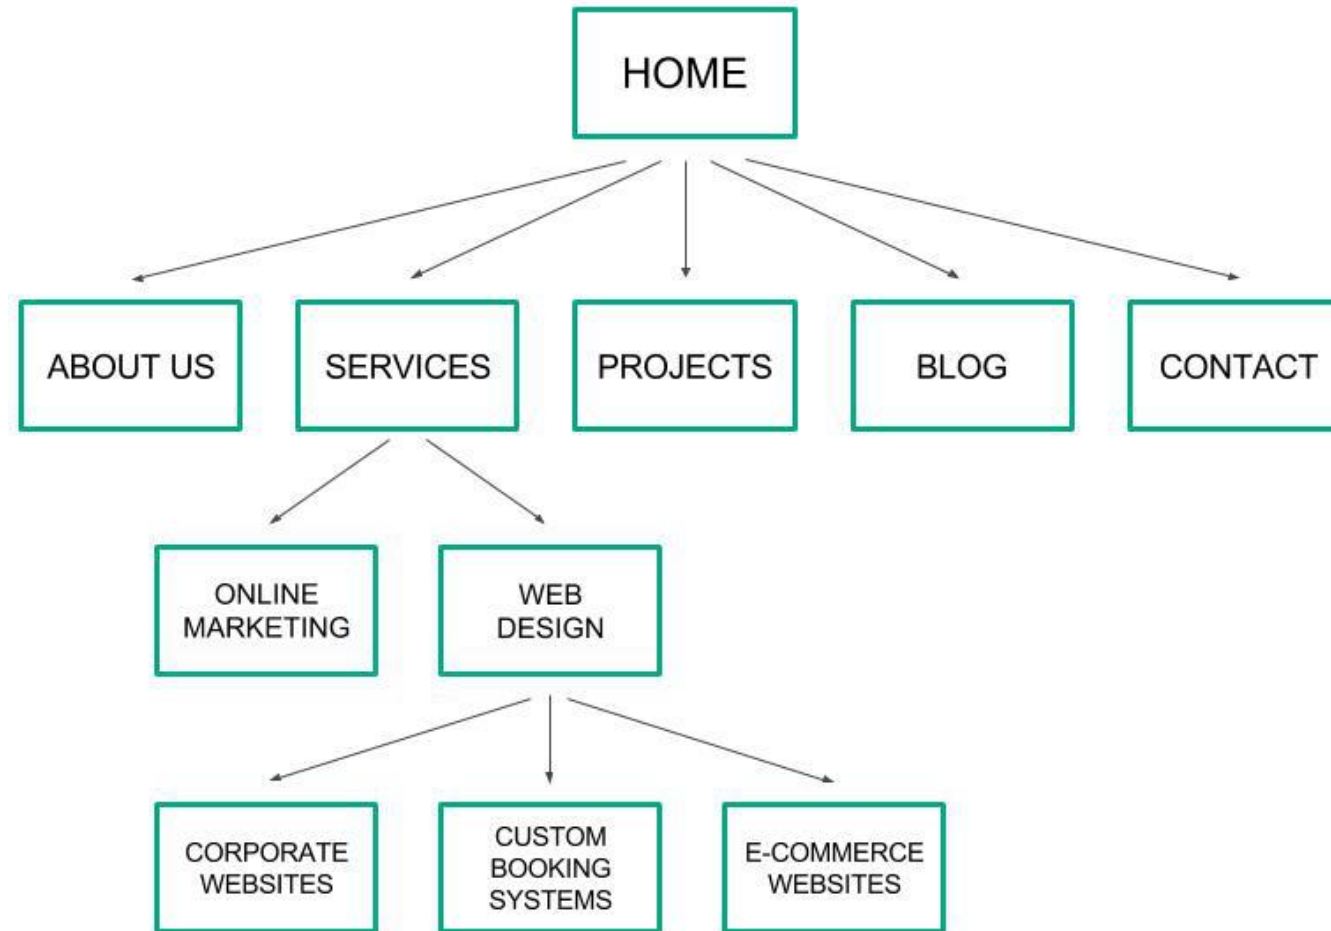 HOME
ABOUT US
SERVICES
PROJECTS
BLOG
CONTACT
ONLINE
MARKETING
WEB
DESIGN
CORPORATE
WEBSITES
CUSTOM
BOOKING
SYSTEMS
E-COMMERCE
WEBSITES